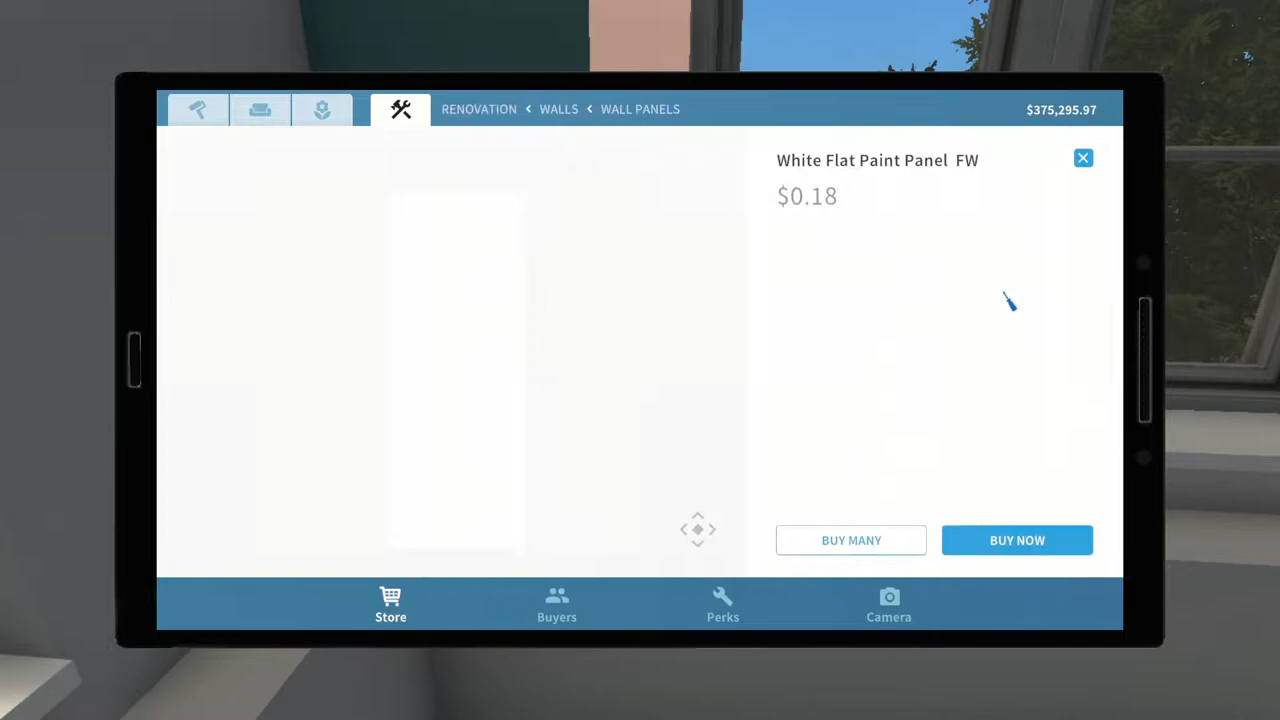 RENOVATION < WALLS < WALL PANELS
$375,295.97
White Flat Paint Panel FW
$0.18
BUY MANY
BUY NOW
Store
Buyers
Perks
Camera